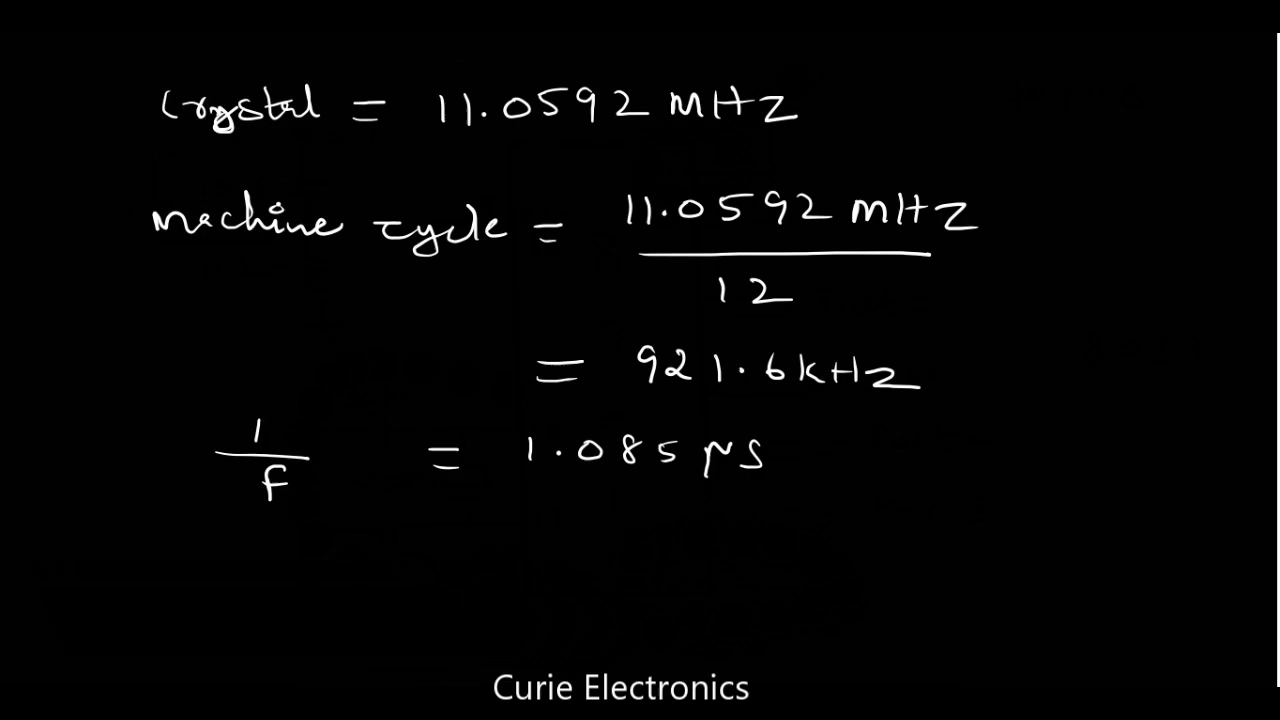 Crystal = 11.0592 MHz
Machine cycle = 11.0592 MHz
12
= 921.6 KHz
1
F = 1.085 μs
Curie Electronics